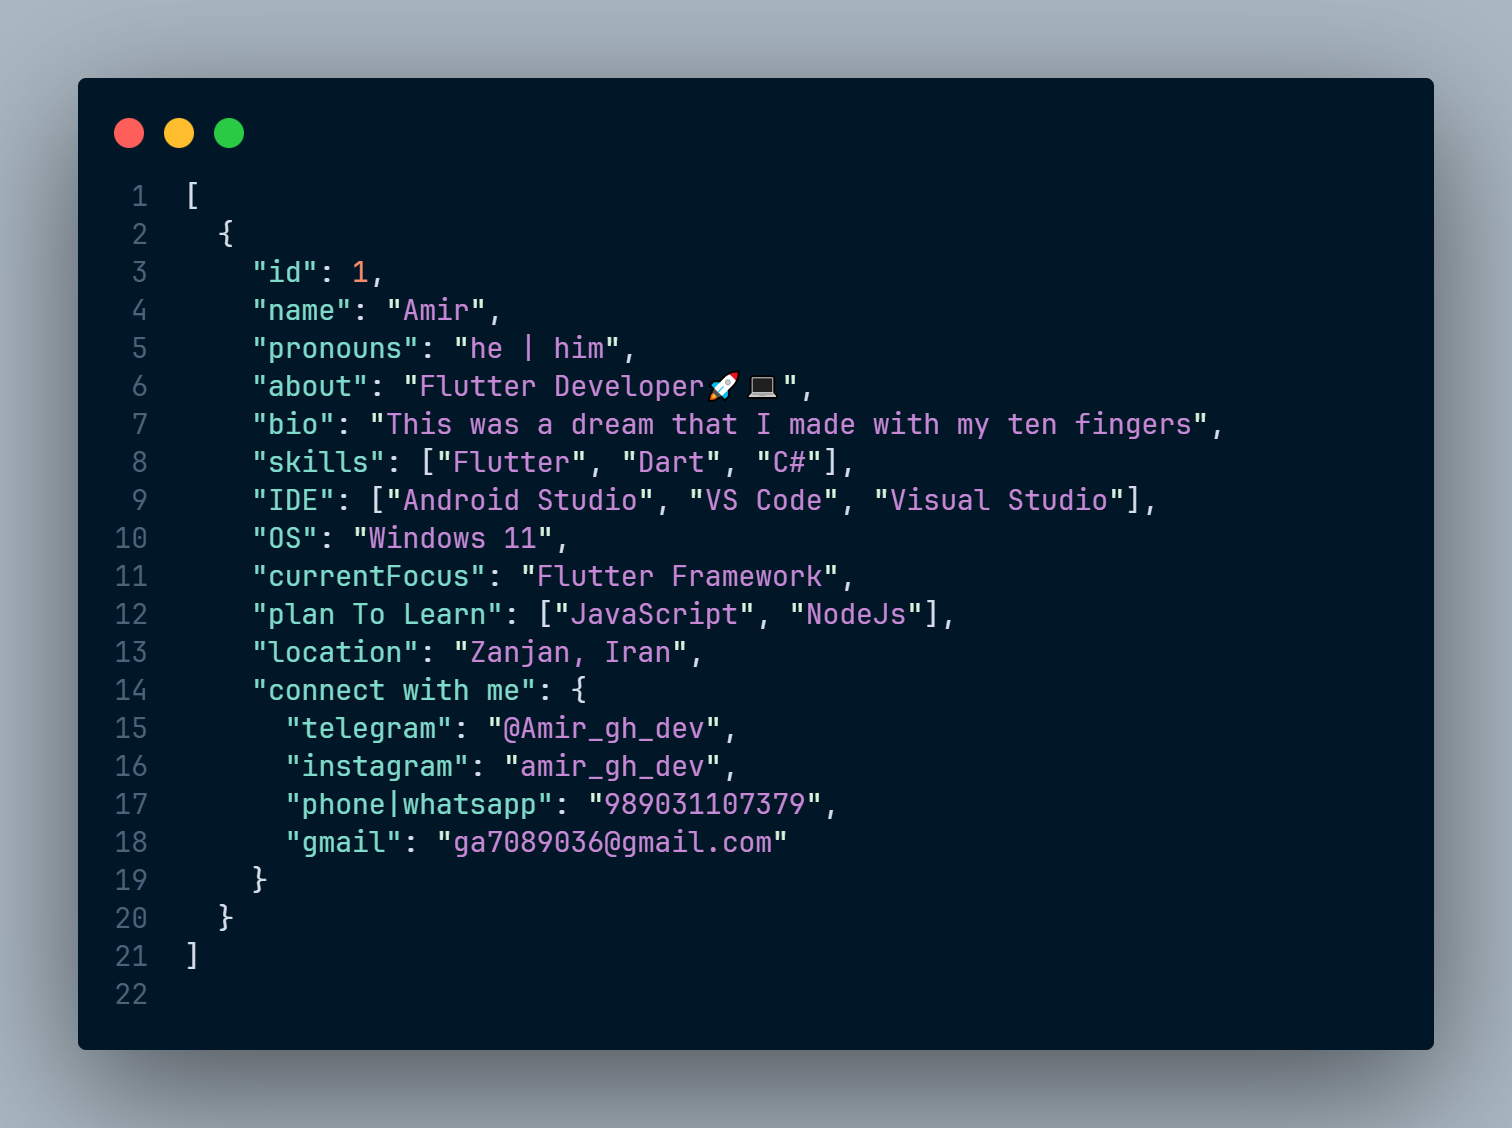 1 [
2   {
3     "id": 1,
4     "name": "Amir",
5     "pronouns": "he | him",
6     "about": "Flutter Developer🚀💻",
7     "bio": "This was a dream that I made with my ten fingers",
8     "skills": ["Flutter", "Dart", "C#"],
9     "IDE": ["Android Studio", "VS Code", "Visual Studio"],
10     "OS": "Windows 11",
11     "currentFocus": "Flutter Framework",
12     "plan To Learn": ["JavaScript", "NodeJs"],
13     "location": "Zanjan, Iran",
14     "connect with me": {
15       "telegram": "@Amir_gh_dev",
16       "instagram": "amir_gh_dev",
17       "phone|whatsapp": "989031107379",
18       "gmail": "ga7089036@gmail.com"
19     }
20   }
21 ]
22